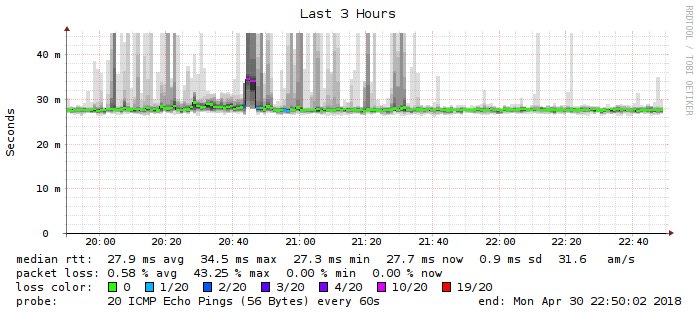 Last 3 Hours
RRDTOOL / TOBI OETIKER
Seconds
40 m
30 m
20 m
10 m
0
20:00 20:20 20:40 21:00 21:20 21:40 22:00 22:20 22:40
median rtt: 27.9 ms avg 34.5 ms max 27.3 ms min 27.7 ms now 0.9 ms sd 31.6 am/s
packet loss: 0.58 % avg 43.25 % max 0.00 % min 0.00 % now
loss color: 0 1/20 2/20 3/20 4/20 10/20 19/20
probe: 20 ICMP Echo Pings (56 Bytes) every 60s end: Mon Apr 30 22:50:02 2018